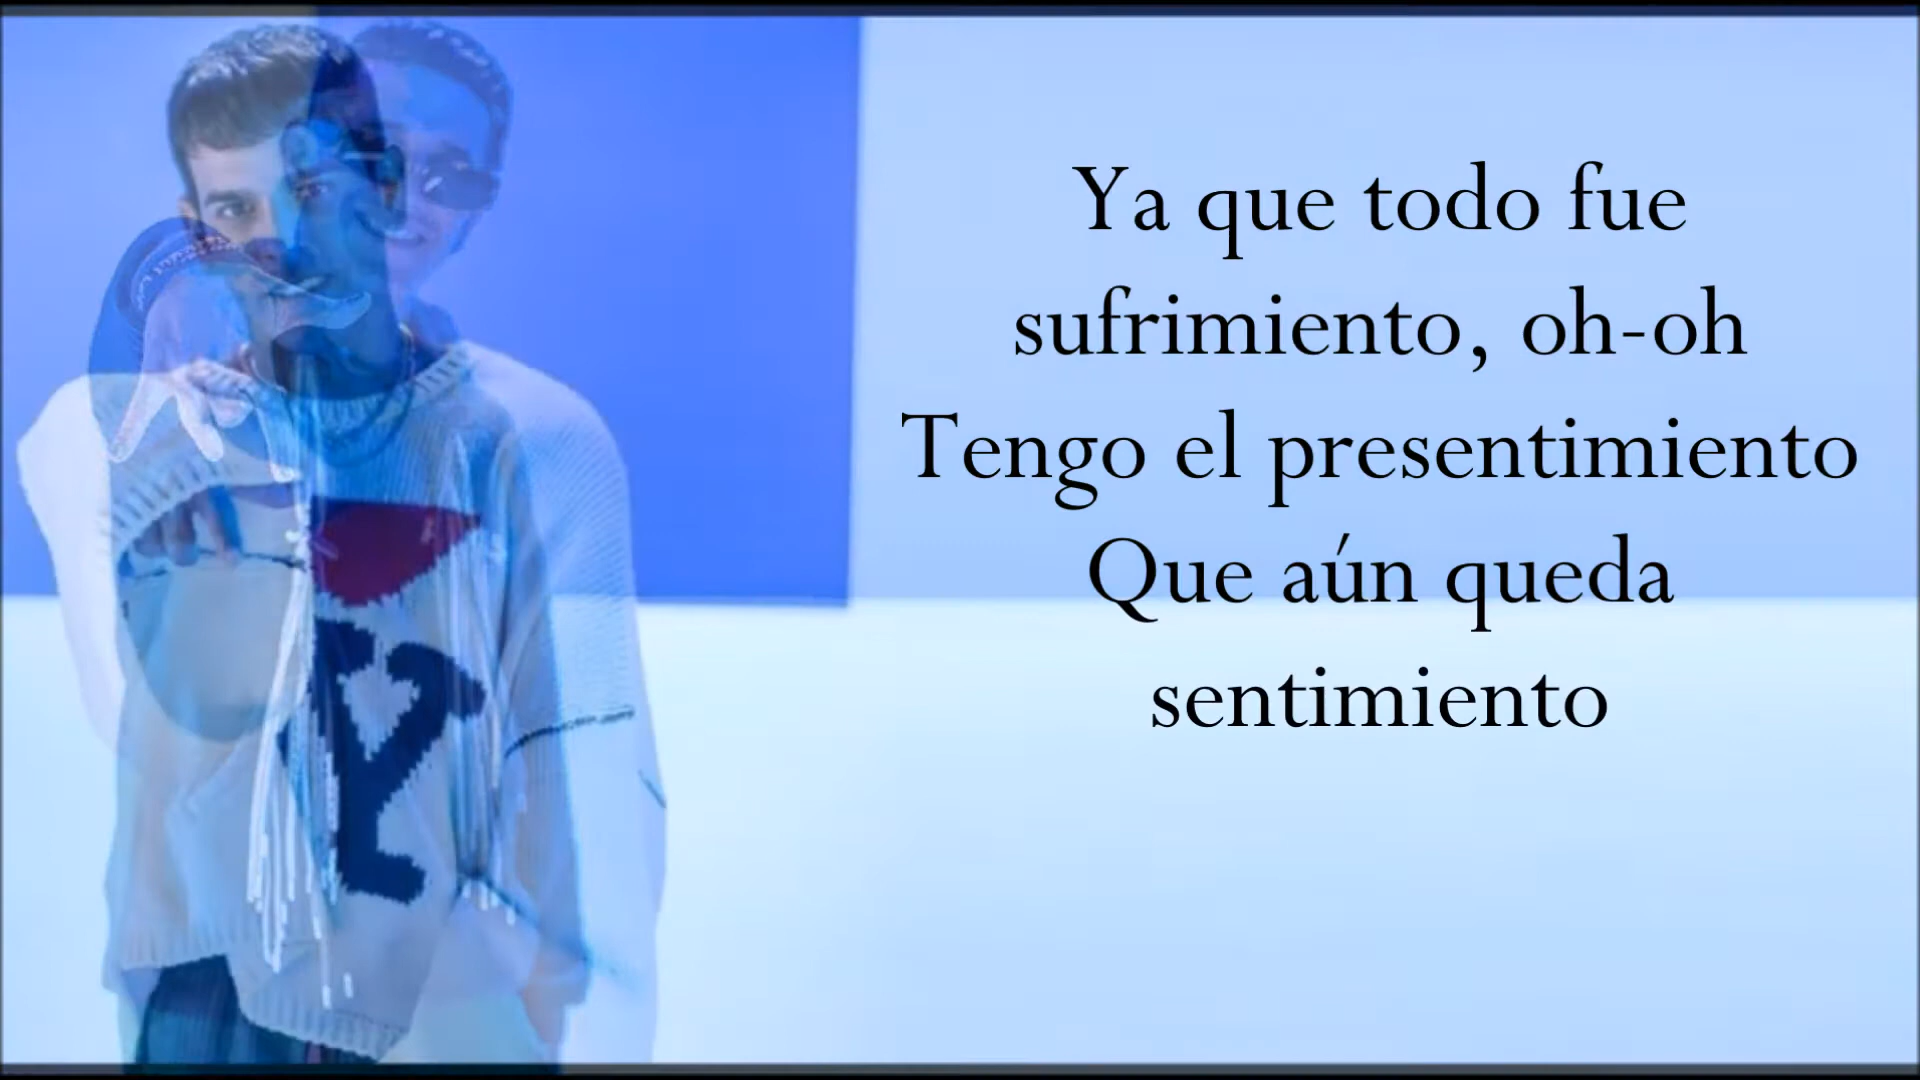 Ya que todo fue
sufrimiento, oh-oh
Tengo el presentimiento
Que aún queda
sentimiento